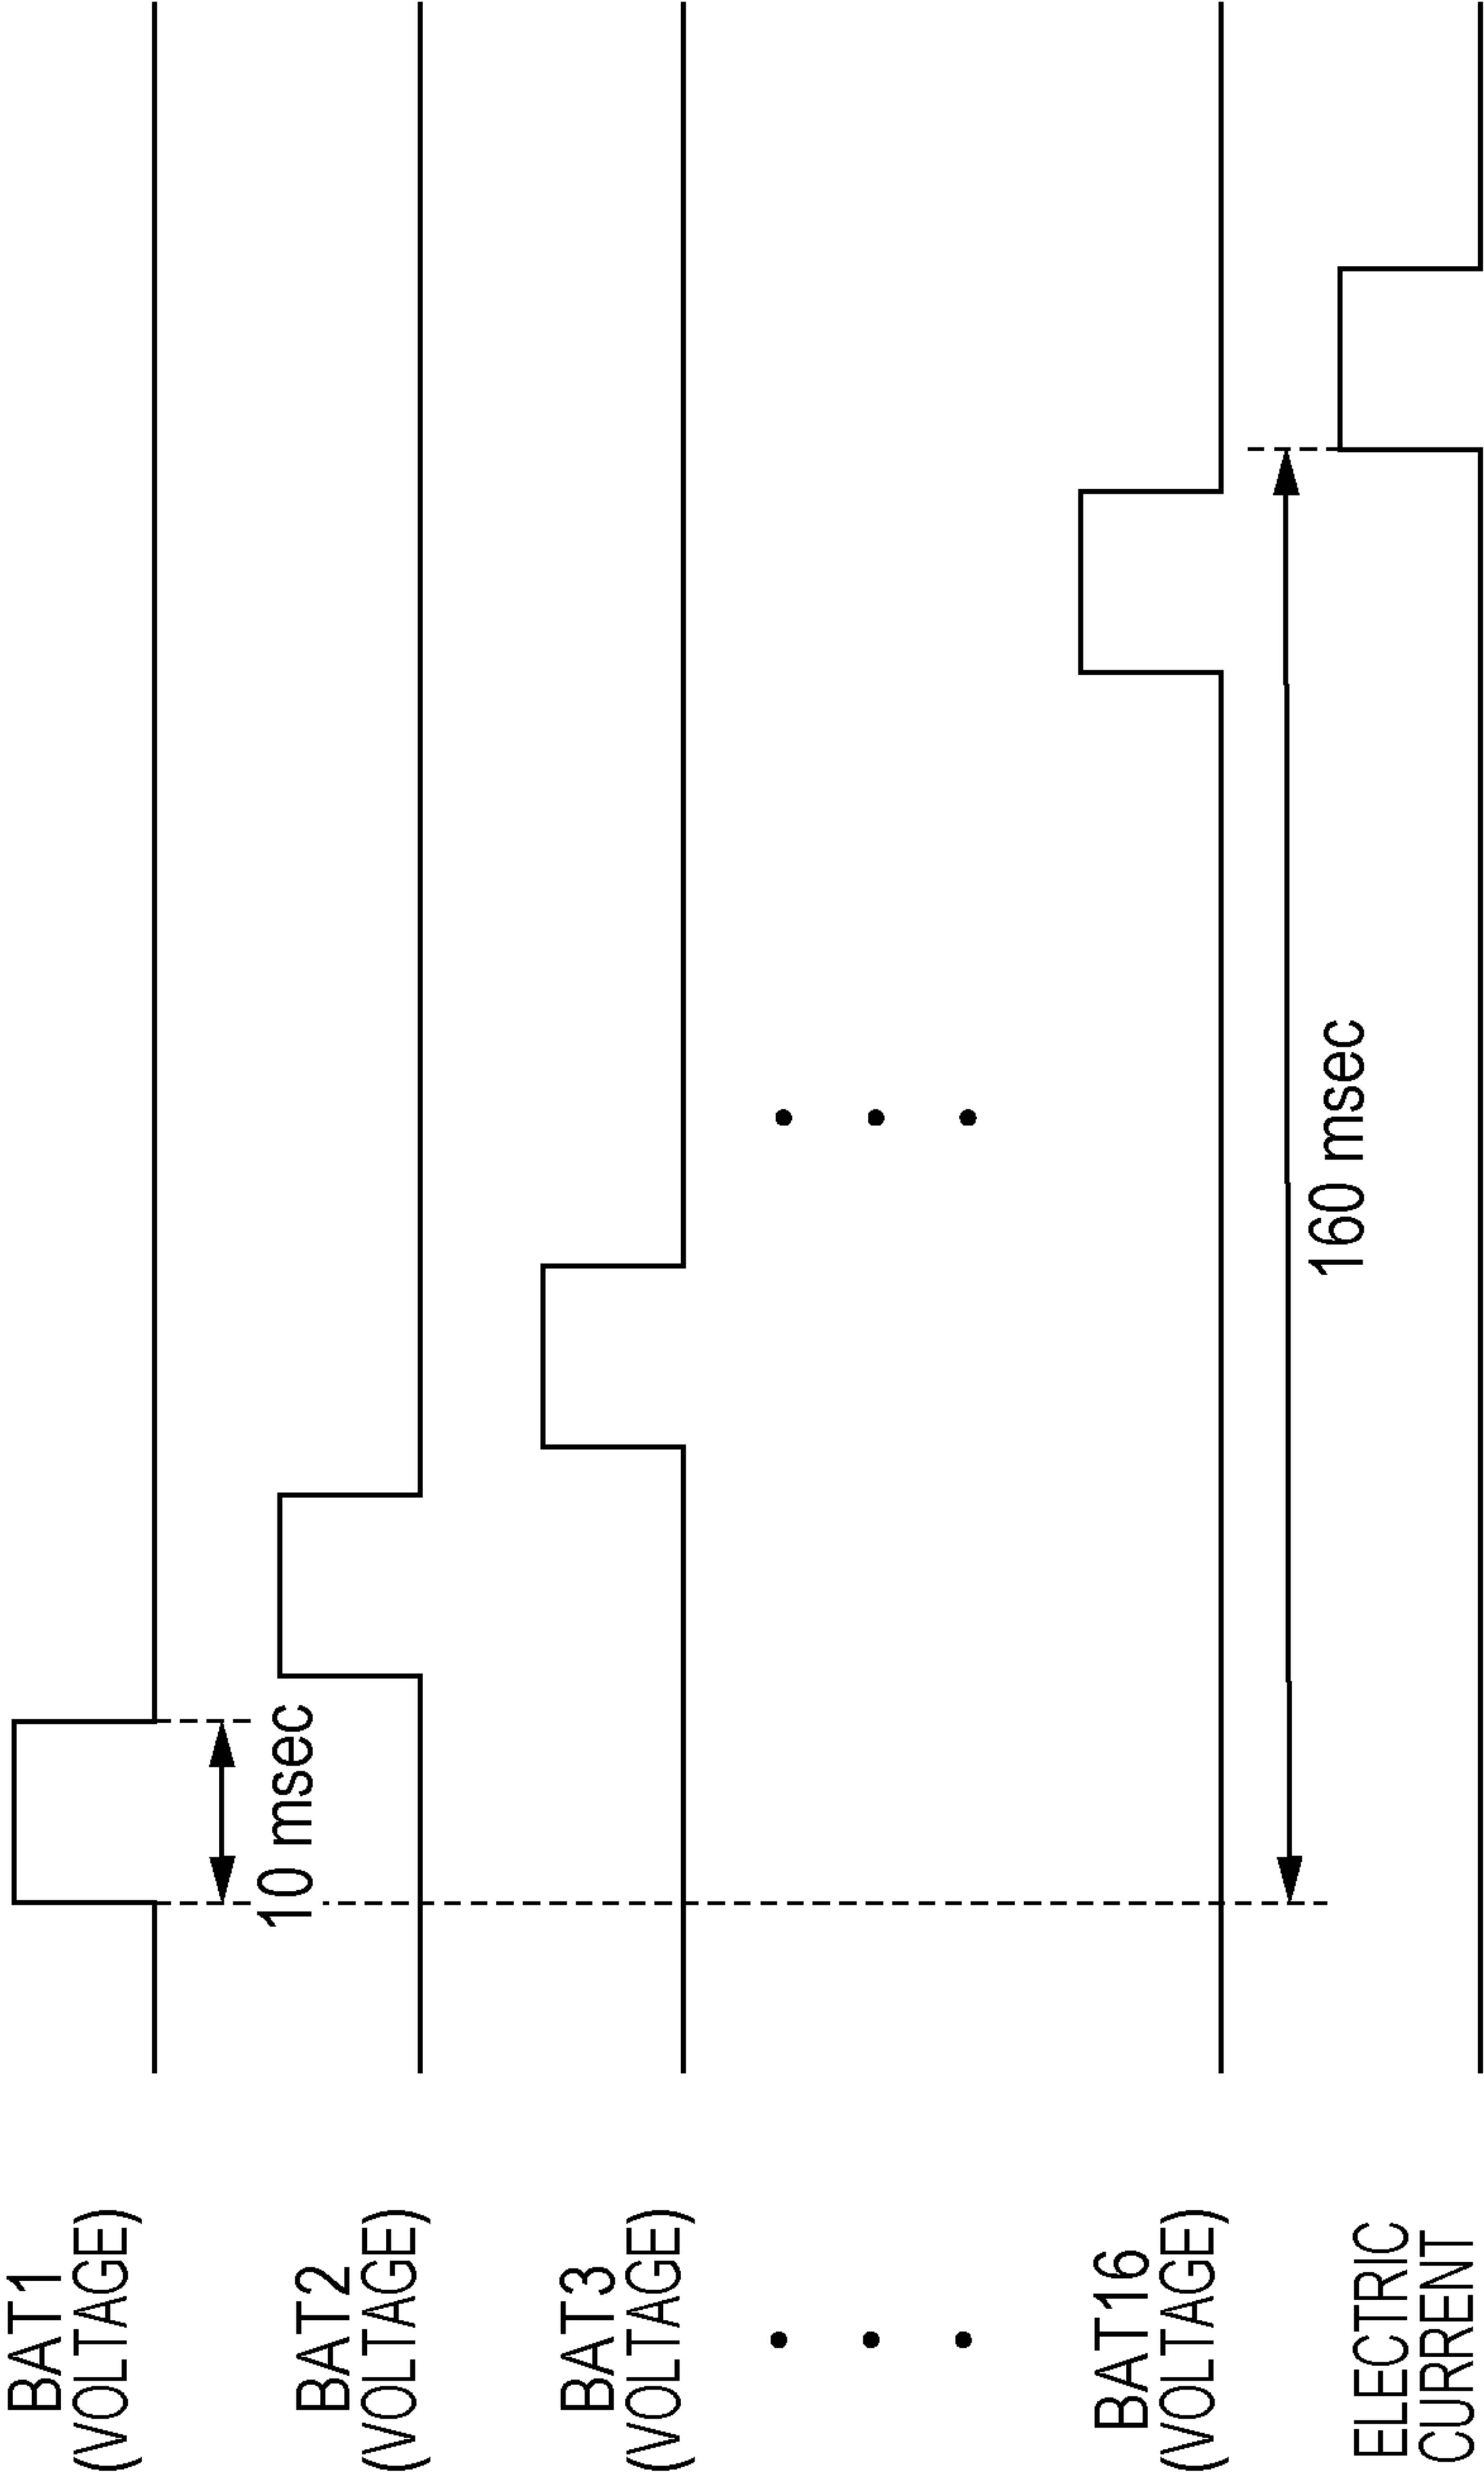 BAT1
(VOLTAGE)
10 msec
BAT2
(VOLTAGE)
BAT3
(VOLTAGE)
BAT16
(VOLTAGE)
160 msec
ELECTRIC
CURRENT